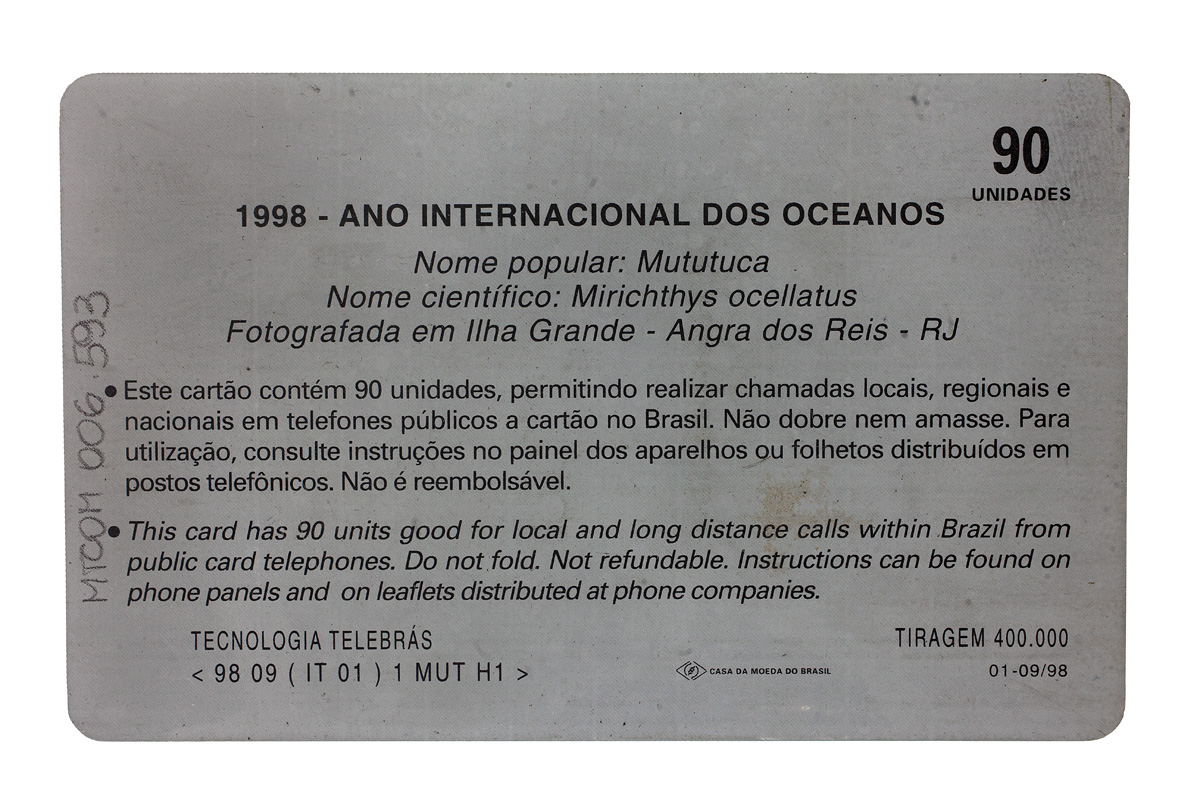 90
UNIDADES
1998 - ANO INTERNACIONAL DOS OCEANOS
Nome popular: Mututuca
Nome científico: Mirichthys ocellatus
Fotografada em Ilha Grande - Angra dos Reis - RJ
● Este cartão contém 90 unidades, permitindo realizar chamadas locais, regionais e
nacionais em telefones públicos a cartão no Brasil. Não dobre nem amasse. Para
utilização, consulte instruções no painel dos aparelhos ou folhetos distribuídos em
postos telefônicos. Não é reembolsável.
● This card has 90 units good for local and long distance calls within Brazil from
public card telephones. Do not fold. Not refundable. Instructions can be found on
phone panels and on leaflets distributed at phone companies.
TECNOLOGIA TELEBRÁS
< 98 09 ( IT 01 ) 1 MUT H1 >
CASA DA MOEDA DO BRASIL
TIRAGEM 400.000
01-09/98
MTCOM 006.593